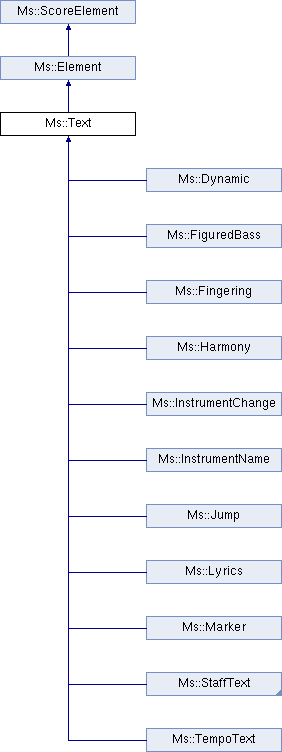 Ms::ScoreElement
Ms::Element
Ms::Text
Ms::Dynamic
Ms::FiguredBass
Ms::Fingering
Ms::Harmony
Ms::InstrumentChange
Ms::InstrumentName
Ms::Jump
Ms::Lyrics
Ms::Marker
Ms::StaffText
Ms::TempoText